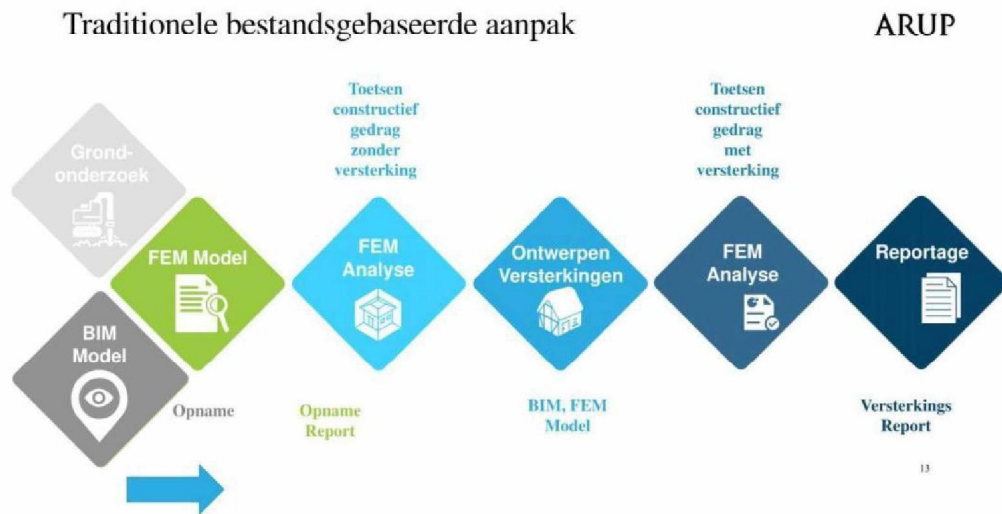 Traditionele bestandsgebaseerde aanpak
ARUP
Toetsen
constructief
gedrag
zonder
versterking
Toetsen
constructief
gedrag
met
versterking
Grond-
onderzoek
FEM Model
FEM
Analyse
Ontwerpen
Versterkingen
FEM
Analyse
Reportage
BIM
Model
Opname
Opname
Report
BIM, FEM
Model
Versterkings
Report
13